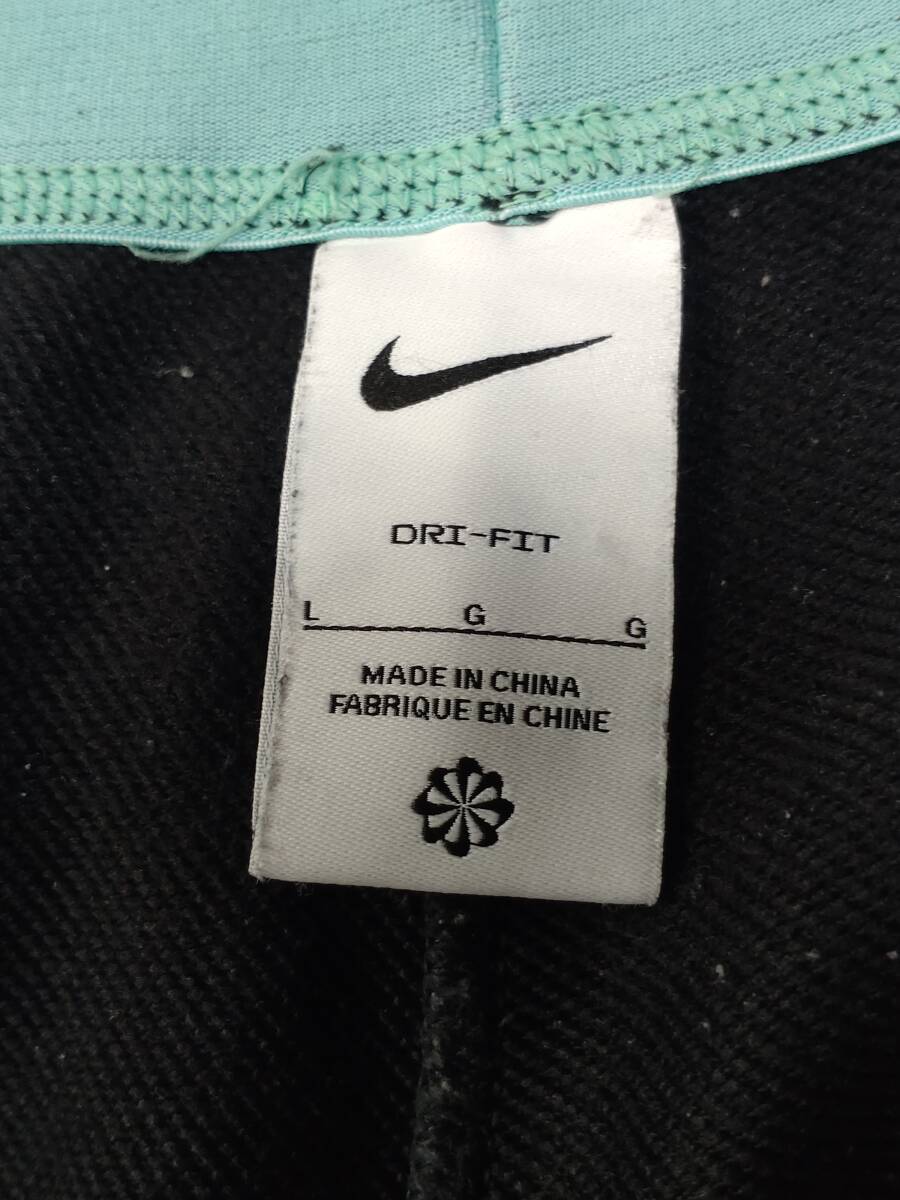 DRI-FIT
L G G
MADE IN CHINA
FABRIQUE EN CHINE